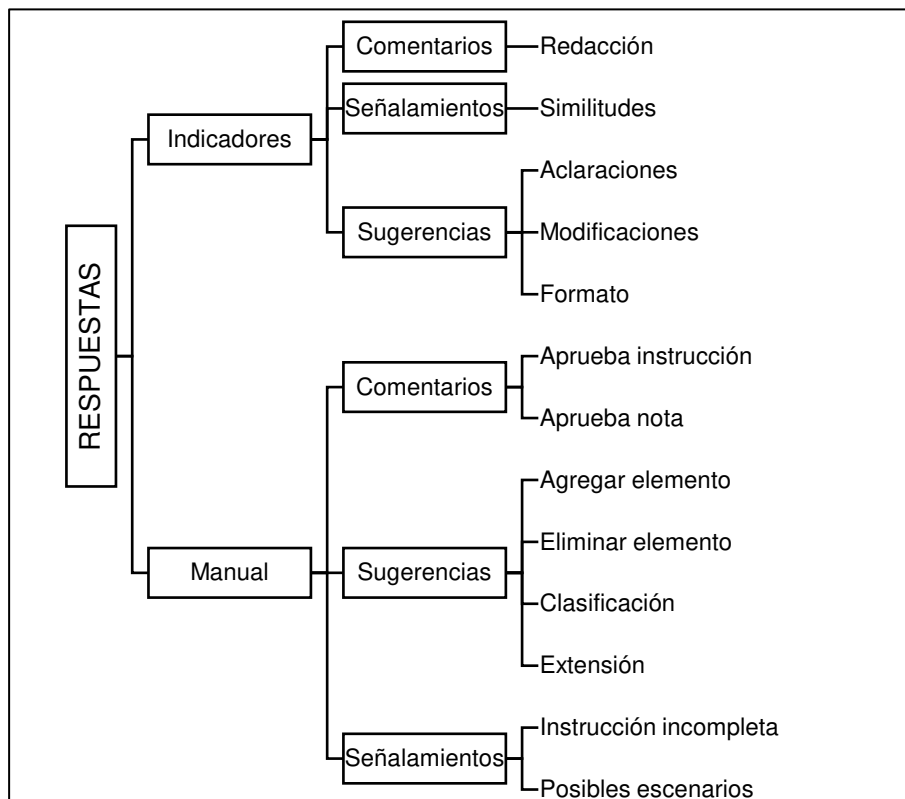 RESPUESTAS
Indicadores
Comentarios
Redacción
Señalamientos
Similitudes
Sugerencias
Aclaraciones
Modificaciones
Formato
Manual
Comentarios
Aprueba instrucción
Aprueba nota
Sugerencias
Agregar elemento
Eliminar elemento
Clasificación
Extensión
Señalamientos
Instrucción incompleta
Posibles escenarios